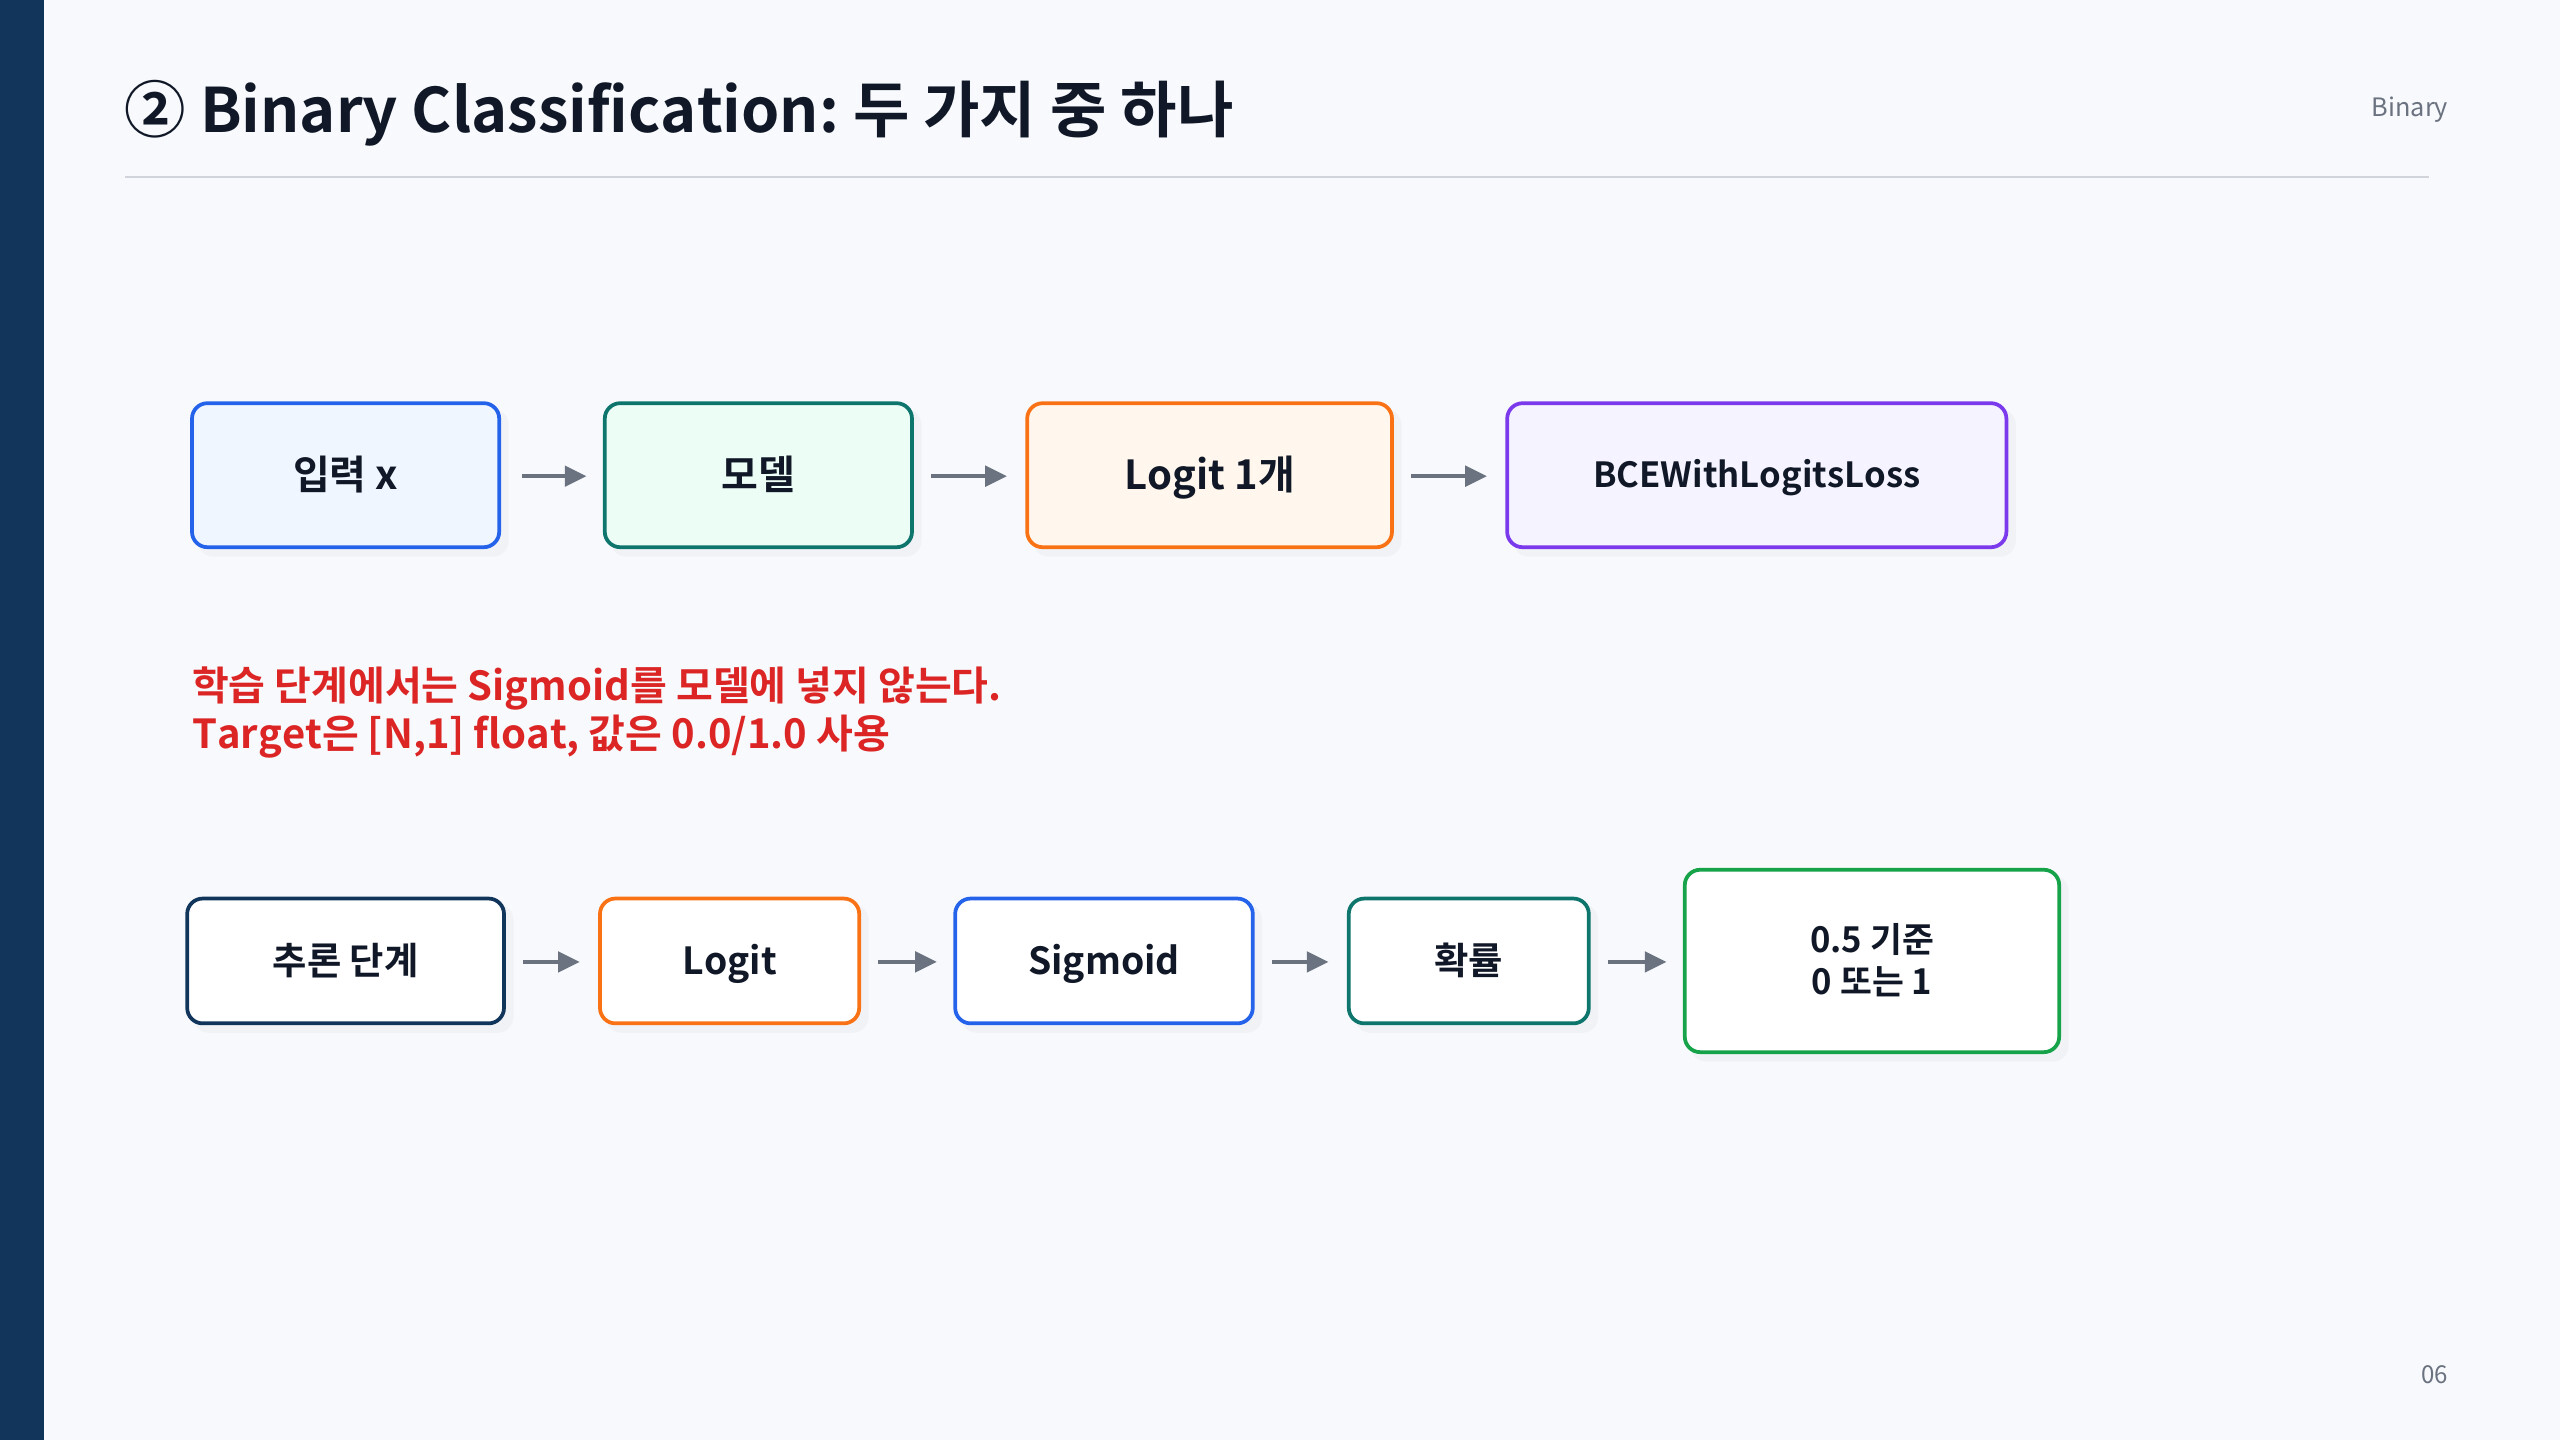 ② Binary Classification: 두 가지 중 하나
Binary
입력 x
모델
Logit 1개
BCEWithLogitsLoss
학습 단계에서는 Sigmoid를 모델에 넣지 않는다.
Target은 [N,1] float, 값은 0.0/1.0 사용
추론 단계
Logit
Sigmoid
확률
0.5 기준
0 또는 1
06